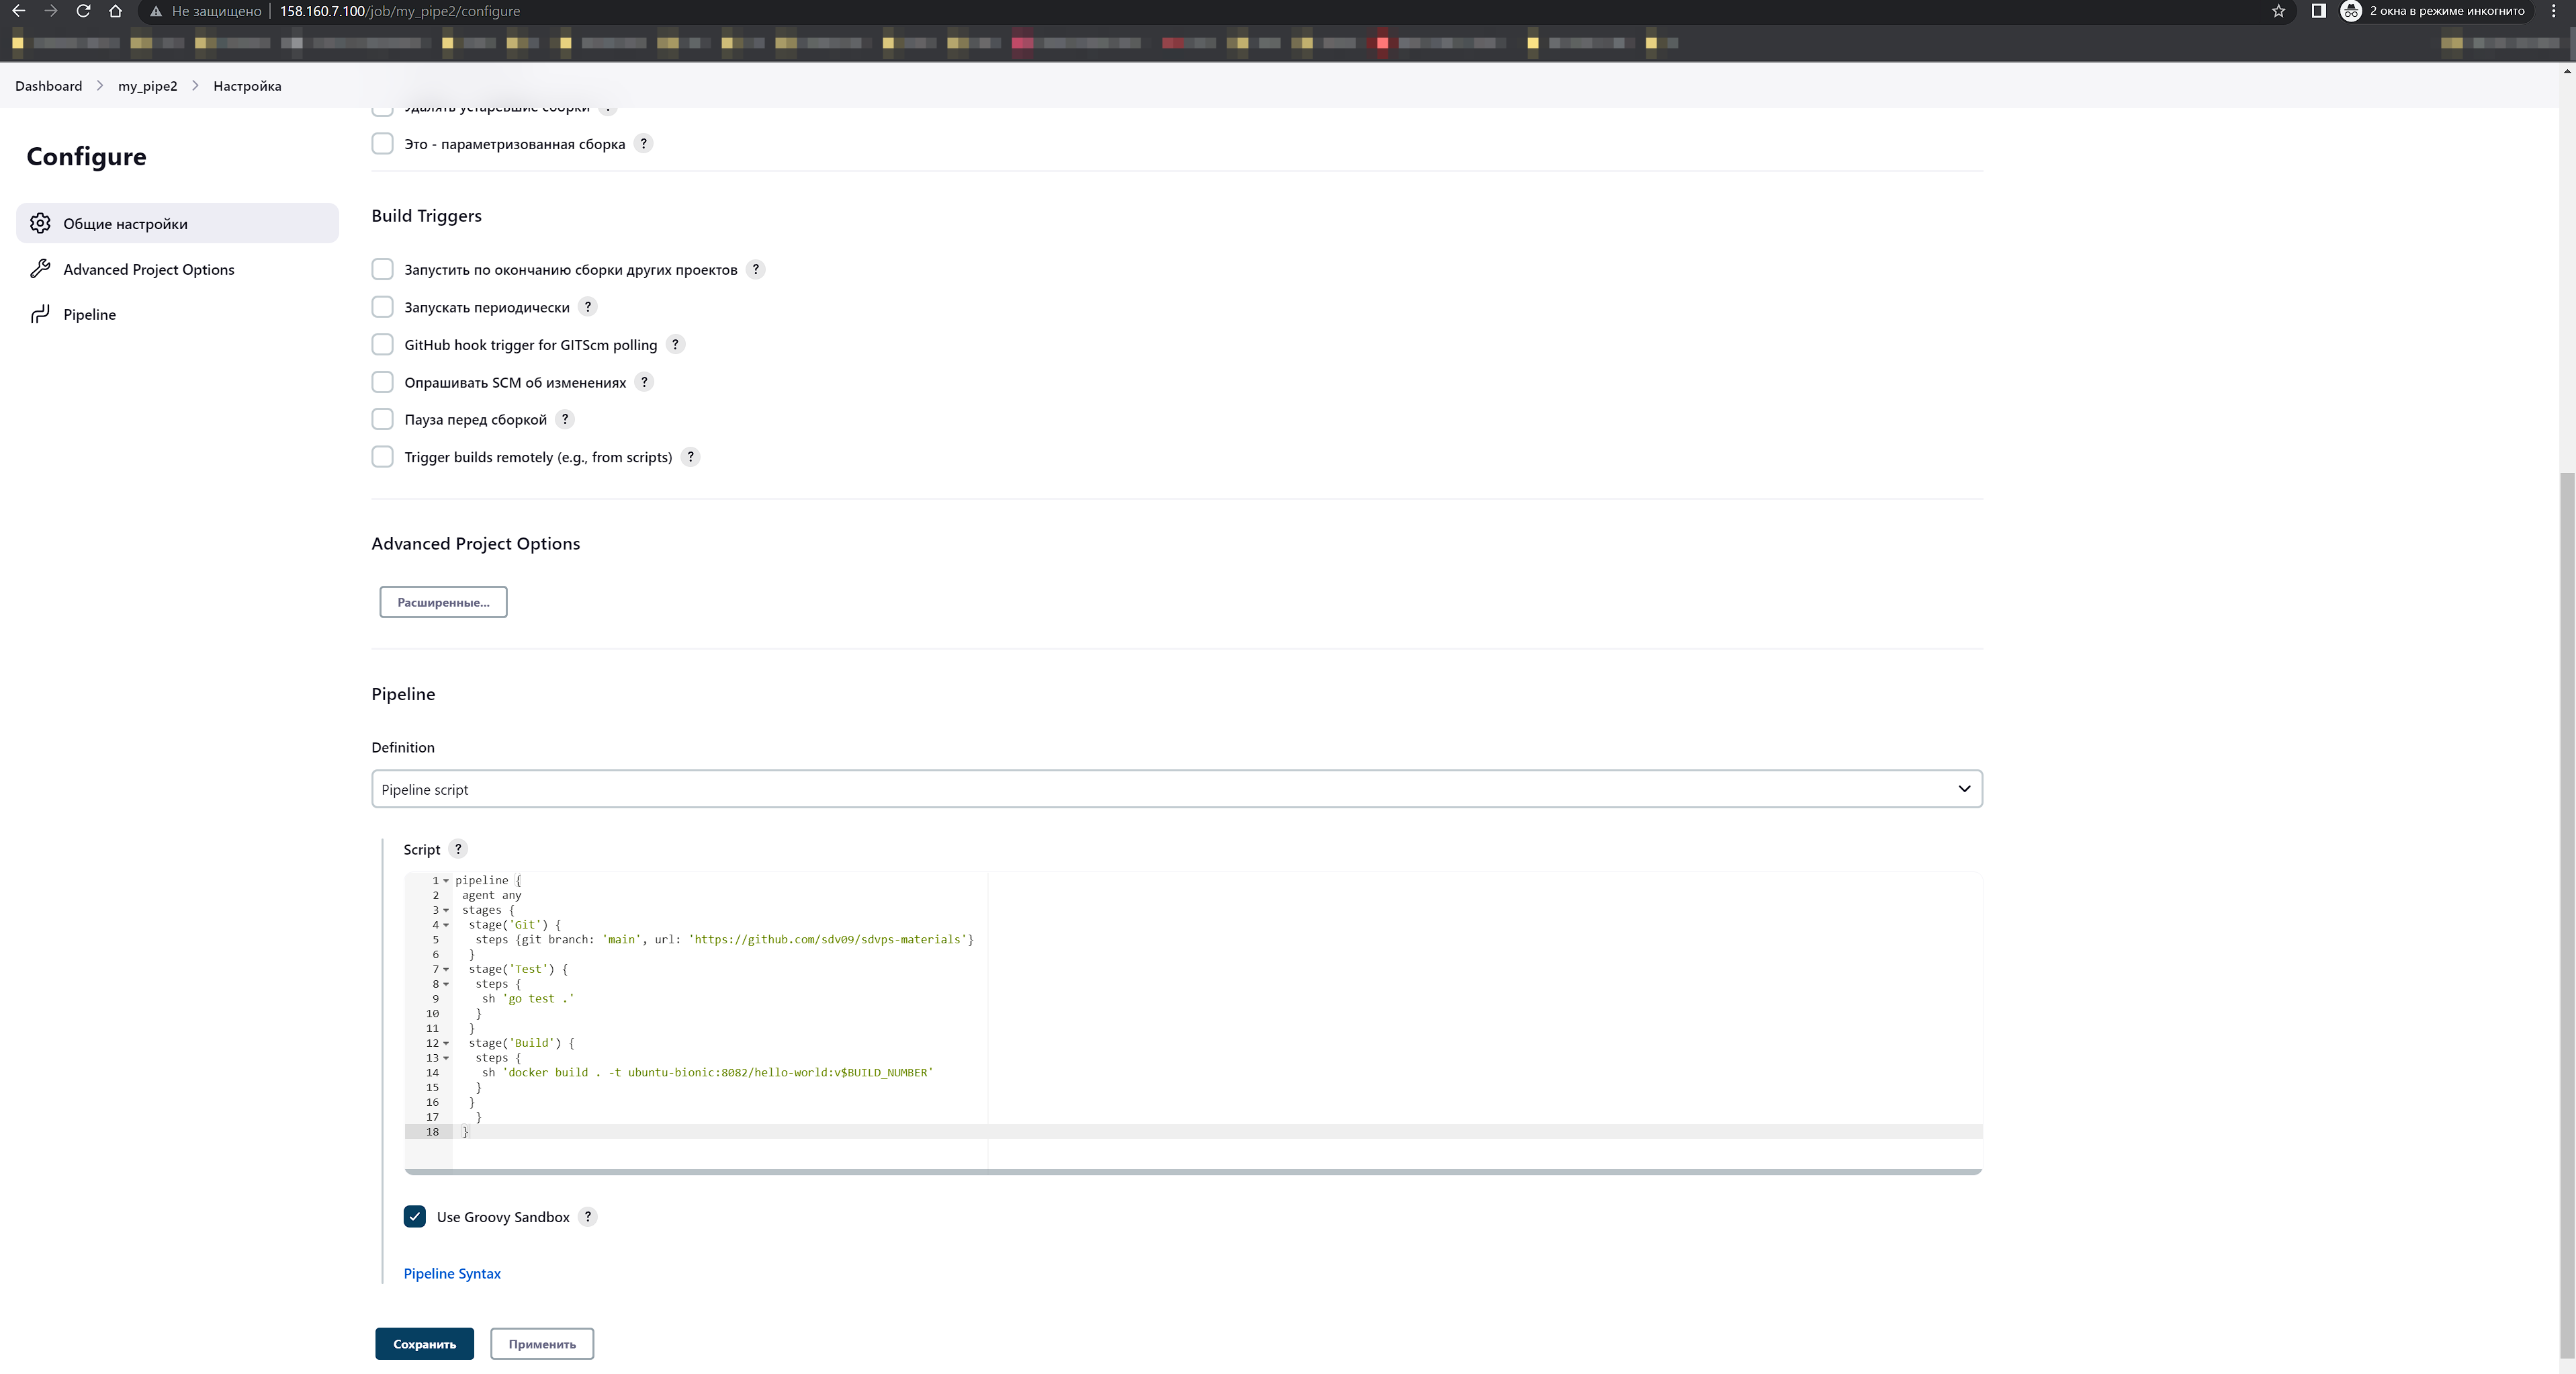 Не защищено 158.160.7.100/job/my_pipe2/configure 2 окна в режиме инкогнито
Dashboard my_pipe2 Настройка
Удалять устаревшие сборки ?
Configure
Общие настройки
Advanced Project Options
Pipeline
Это - параметризованная сборка ?
Build Triggers
Запустить по окончанию сборки других проектов ?
Запускать периодически ?
GitHub hook trigger for GITScm polling ?
Опрашивать SCM об изменениях ?
Пауза перед сборкой ?
Trigger builds remotely (e.g., from scripts) ?
Advanced Project Options
Расширенные...
Pipeline
Definition
Pipeline script
Script ?
1 pipeline {
2 agent any
3 stages {
4 stage('Git') {
5 steps {git branch: 'main', url: 'https://github.com/sdv09/sdvps-materials'}
6 }
7 stage('Test') {
8 steps {
9 sh 'go test .'
10 }
11 }
12 stage('Build') {
13 steps {
14 sh 'docker build . -t ubuntu-bionic:8082/hello-world:v$BUILD_NUMBER'
15 }
16 }
17 }
18 }
Use Groovy Sandbox ?
Pipeline Syntax
Сохранить Применить